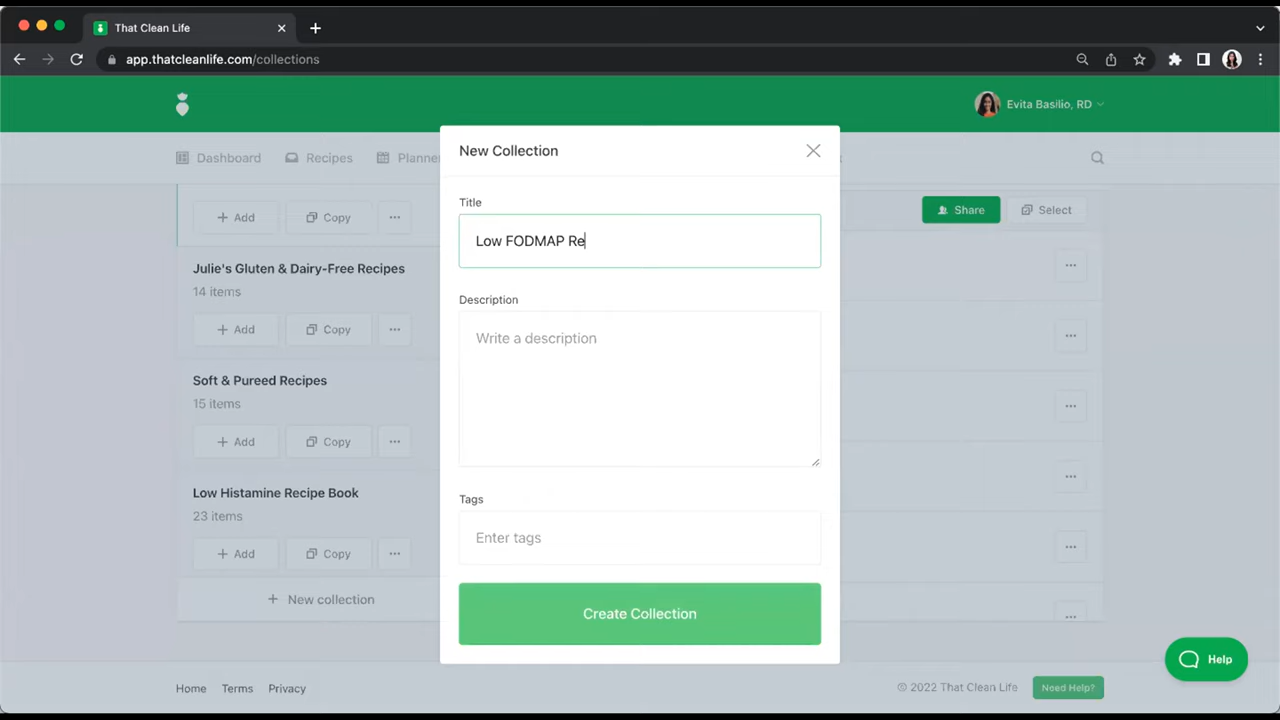 That Clean Life
app.thatcleanlife.com/collections
Evita Basilio, RD
New Collection
Dashboard
Recipes
Planner
Title
Low FODMAP Re
Add
Copy
Share
Select
Julie's Gluten & Dairy-Free Recipes
14 items
Add
Copy
Description
Write a description
Soft & Pureed Recipes
15 items
Add
Copy
Low Histamine Recipe Book
23 items
Add
Copy
Tags
Enter tags
New collection
Create Collection
Help
Home
Terms
Privacy
© 2022 That Clean Life
Need Help?